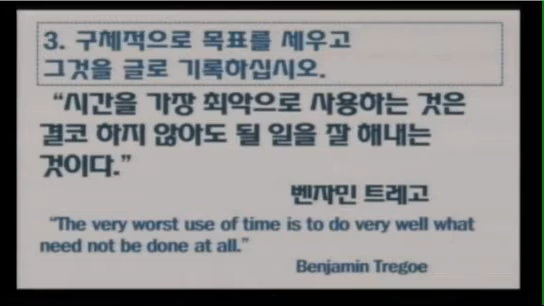 3. 구체적으로 목표를 세우고
그것을 글로 기록하십시오.
“시간을 가장 최악으로 사용하는 것은
결코 하지 않아도 될 일을 잘 해내는
것이다.”
벤자민 트레고
“The very worst use of time is to do very well what
need not be done at all.”
Benjamin Tregoe